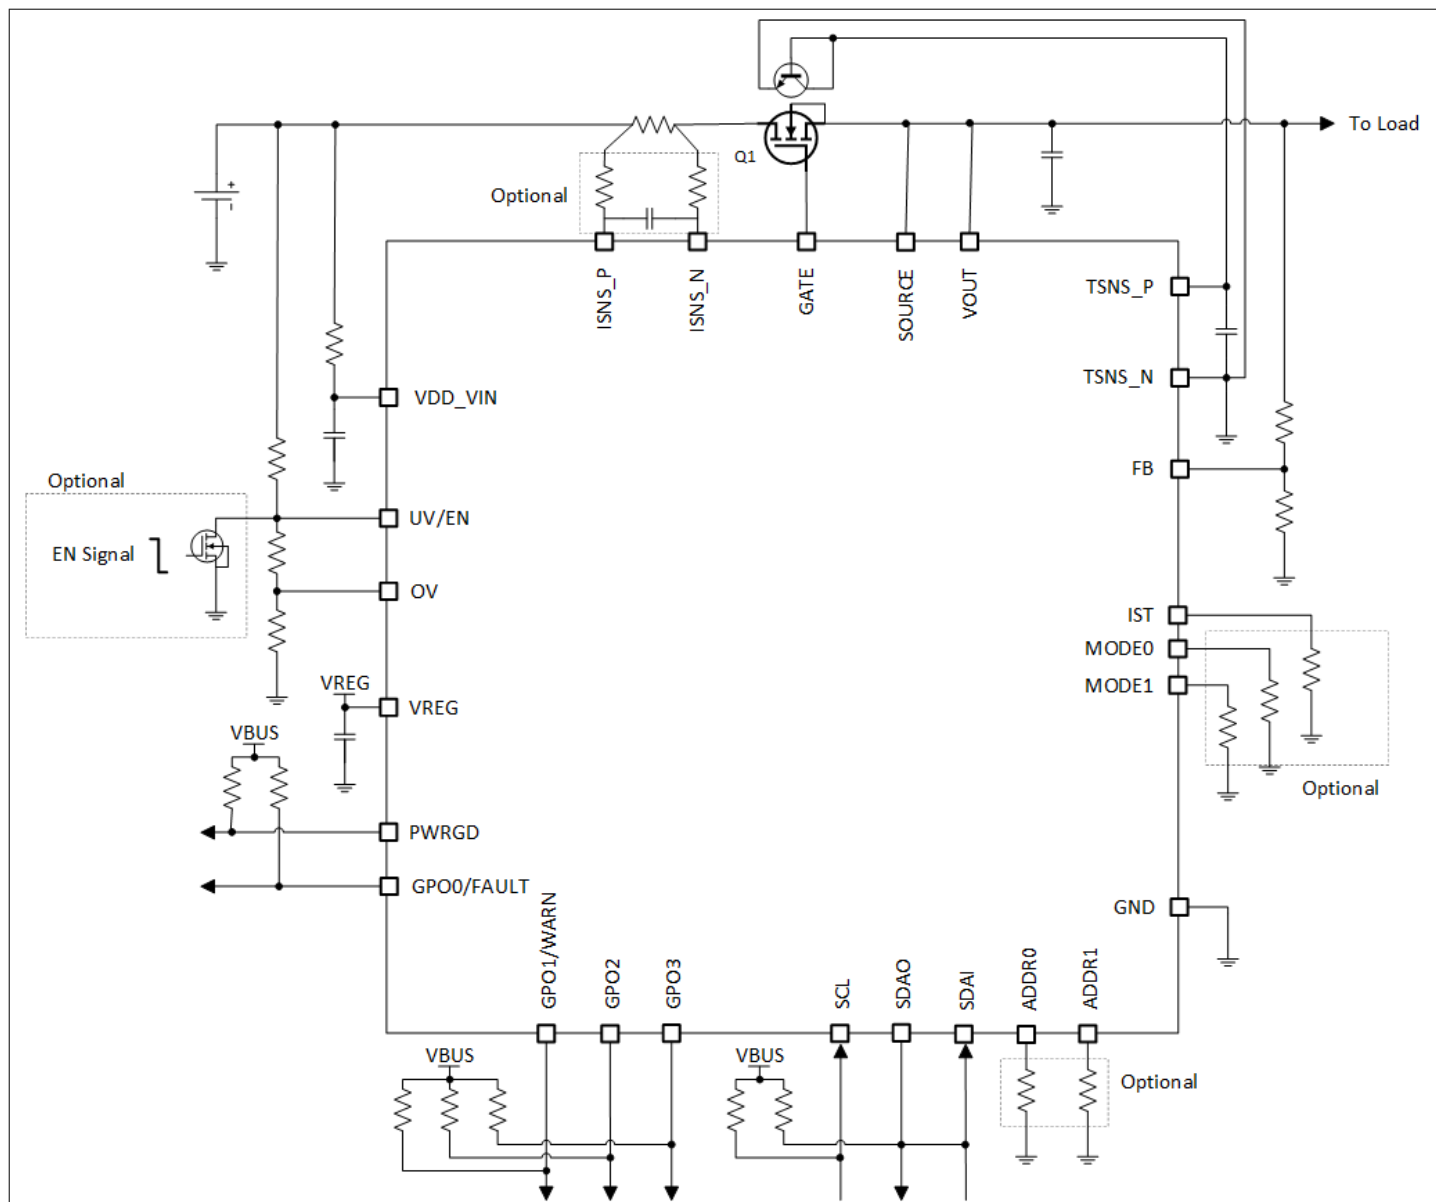 To Load
Q1
Optional
+
-
ISNS_P
ISNS_N
GATE
SOURCE
VOUT
TSNS_P
TSNS_N
VDD_VIN
FB
Optional
EN Signal
UV/EN
OV
IST
MODE0
MODE1
Optional
VREG
VREG
VBUS
PWRGD
GPO0/FAULT
GND
GPO1/WARN
GPO2
GPO3
SCL
SDAO
SDAI
ADDR0
ADDR1
VBUS
VBUS
Optional